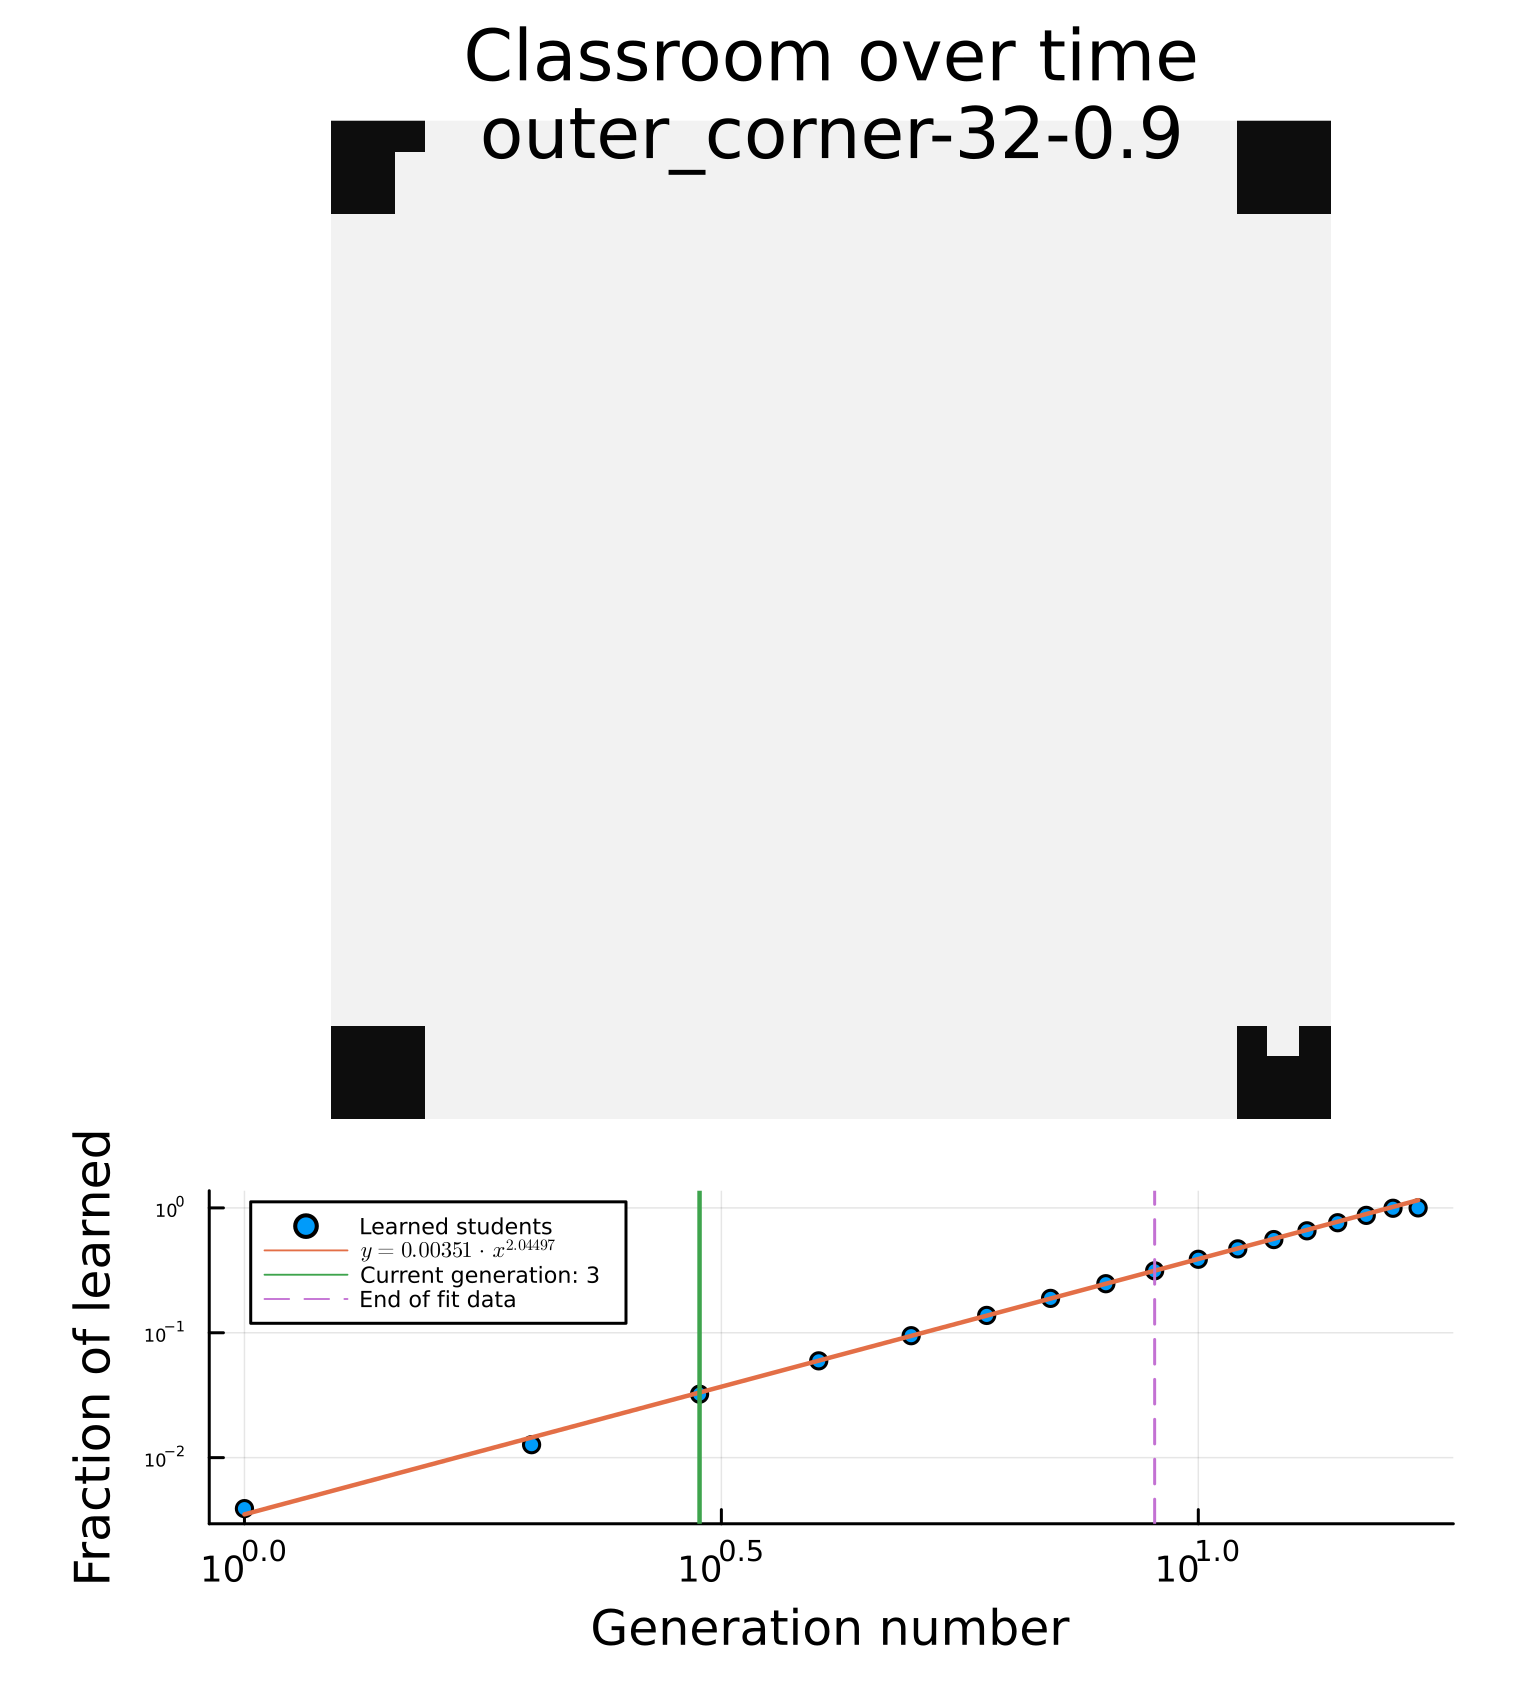 Classroom over time
outer_corner-32-0.9
Fraction of learned
10⁰
10⁻¹
10⁻²
Learned students
y = 0.00351 · x^2.04497
Current generation: 3
End of fit data
10^0.0
10^0.5
10^1.0
Generation number